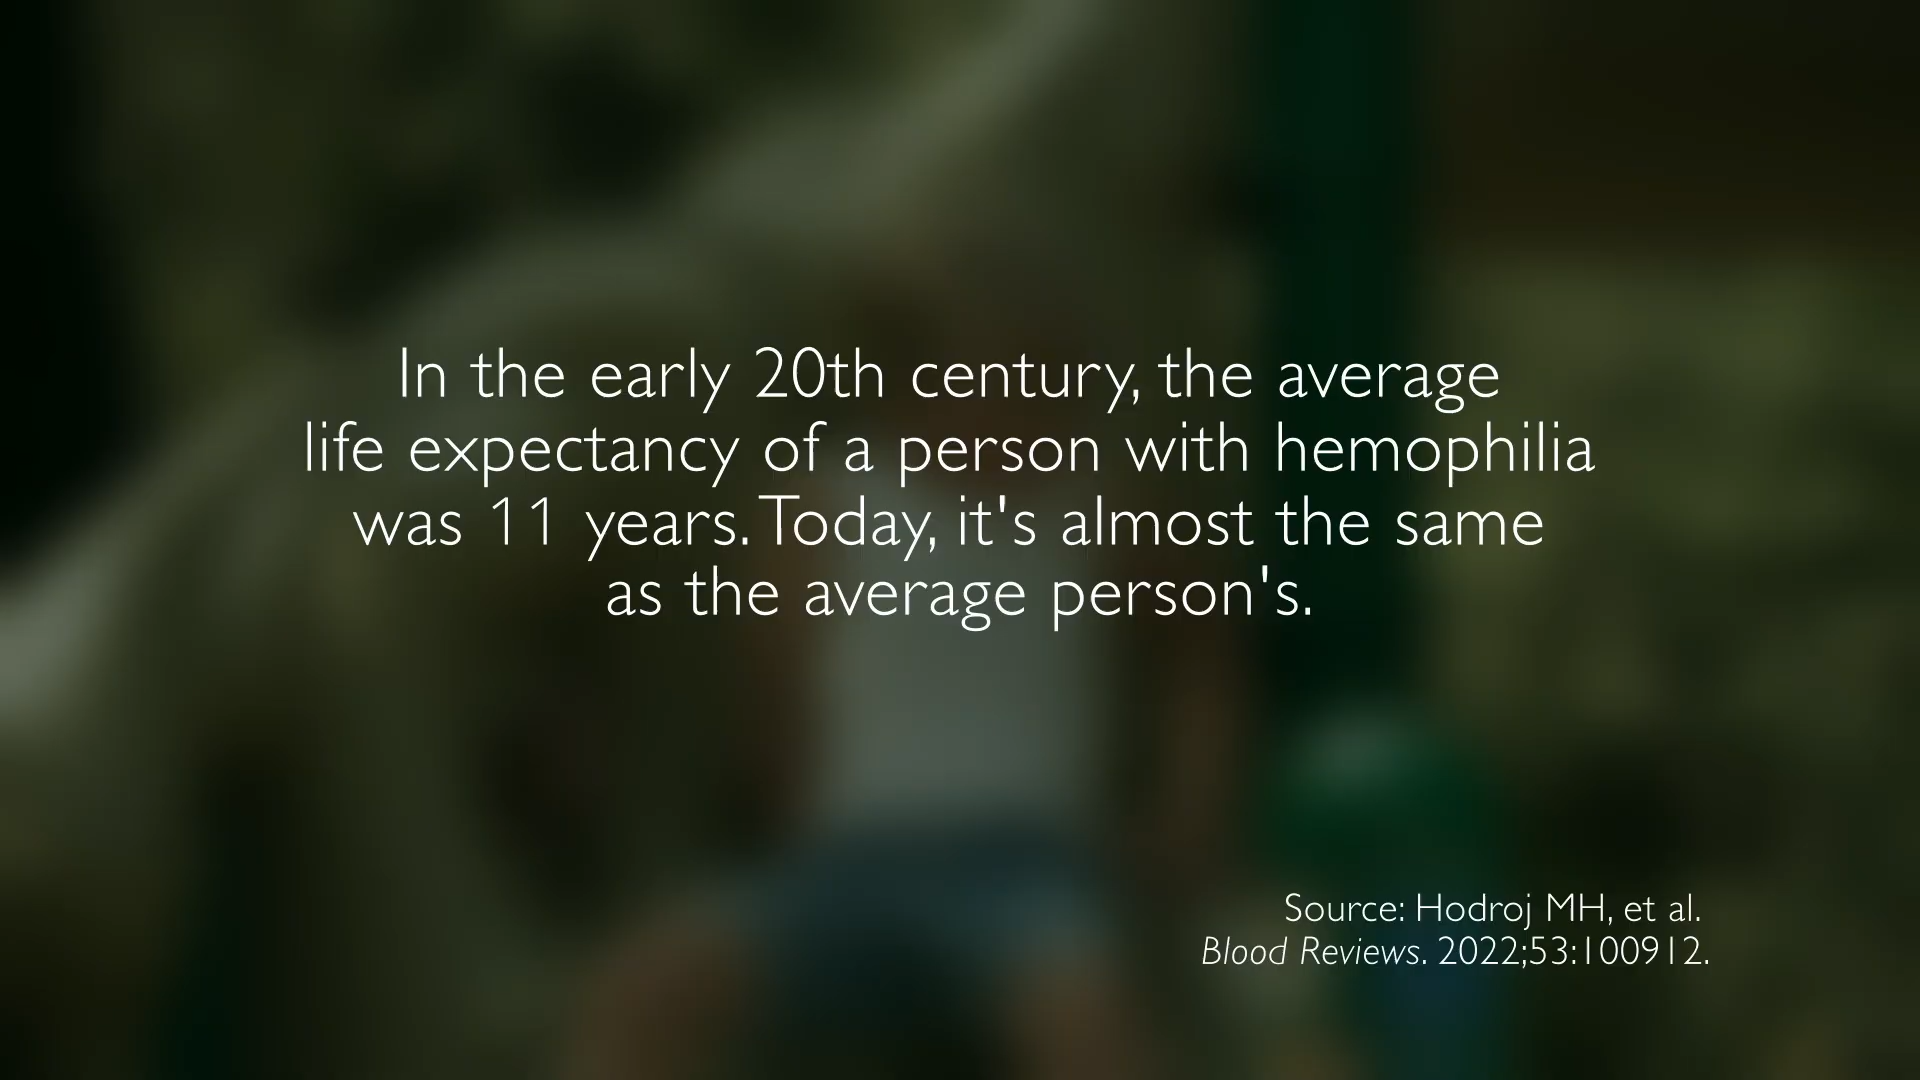 In the early 20th century, the average
life expectancy of a person with hemophilia
was 11 years. Today, it's almost the same
as the average person's.
Source: Hodroj MH, et al.
Blood Reviews. 2022;53:100912.